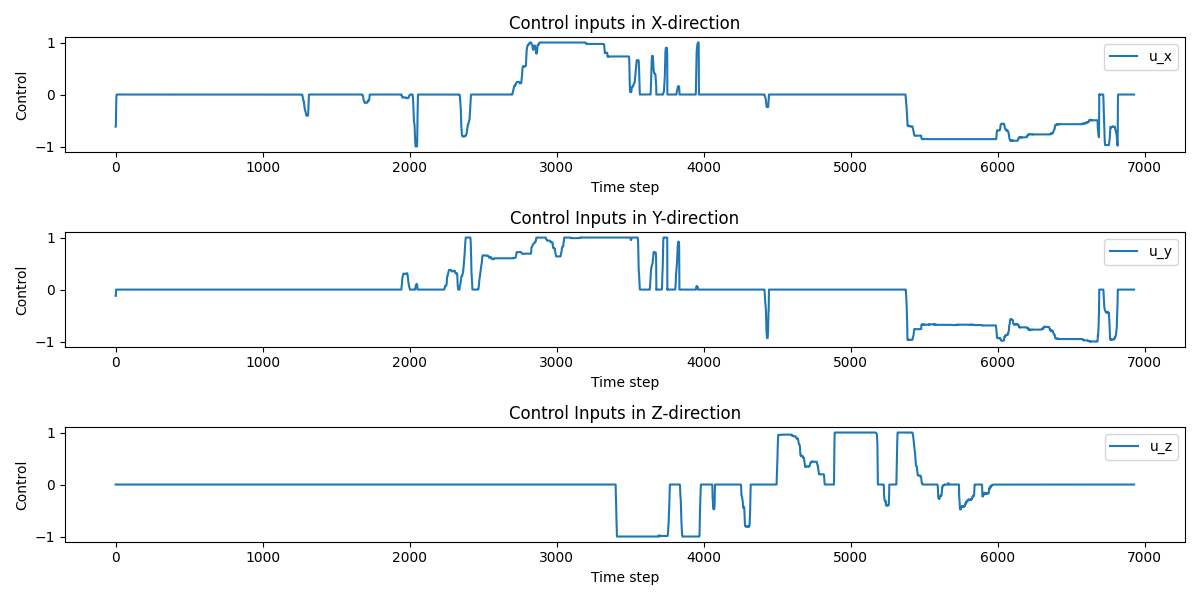 Control inputs in X-direction
1
0
−1
Control
u_x
0 1000 2000 3000 4000 5000 6000 7000
Time step
Control Inputs in Y-direction
1
0
−1
Control
u_y
0 1000 2000 3000 4000 5000 6000 7000
Time step
Control Inputs in Z-direction
1
0
−1
Control
u_z
0 1000 2000 3000 4000 5000 6000 7000
Time step